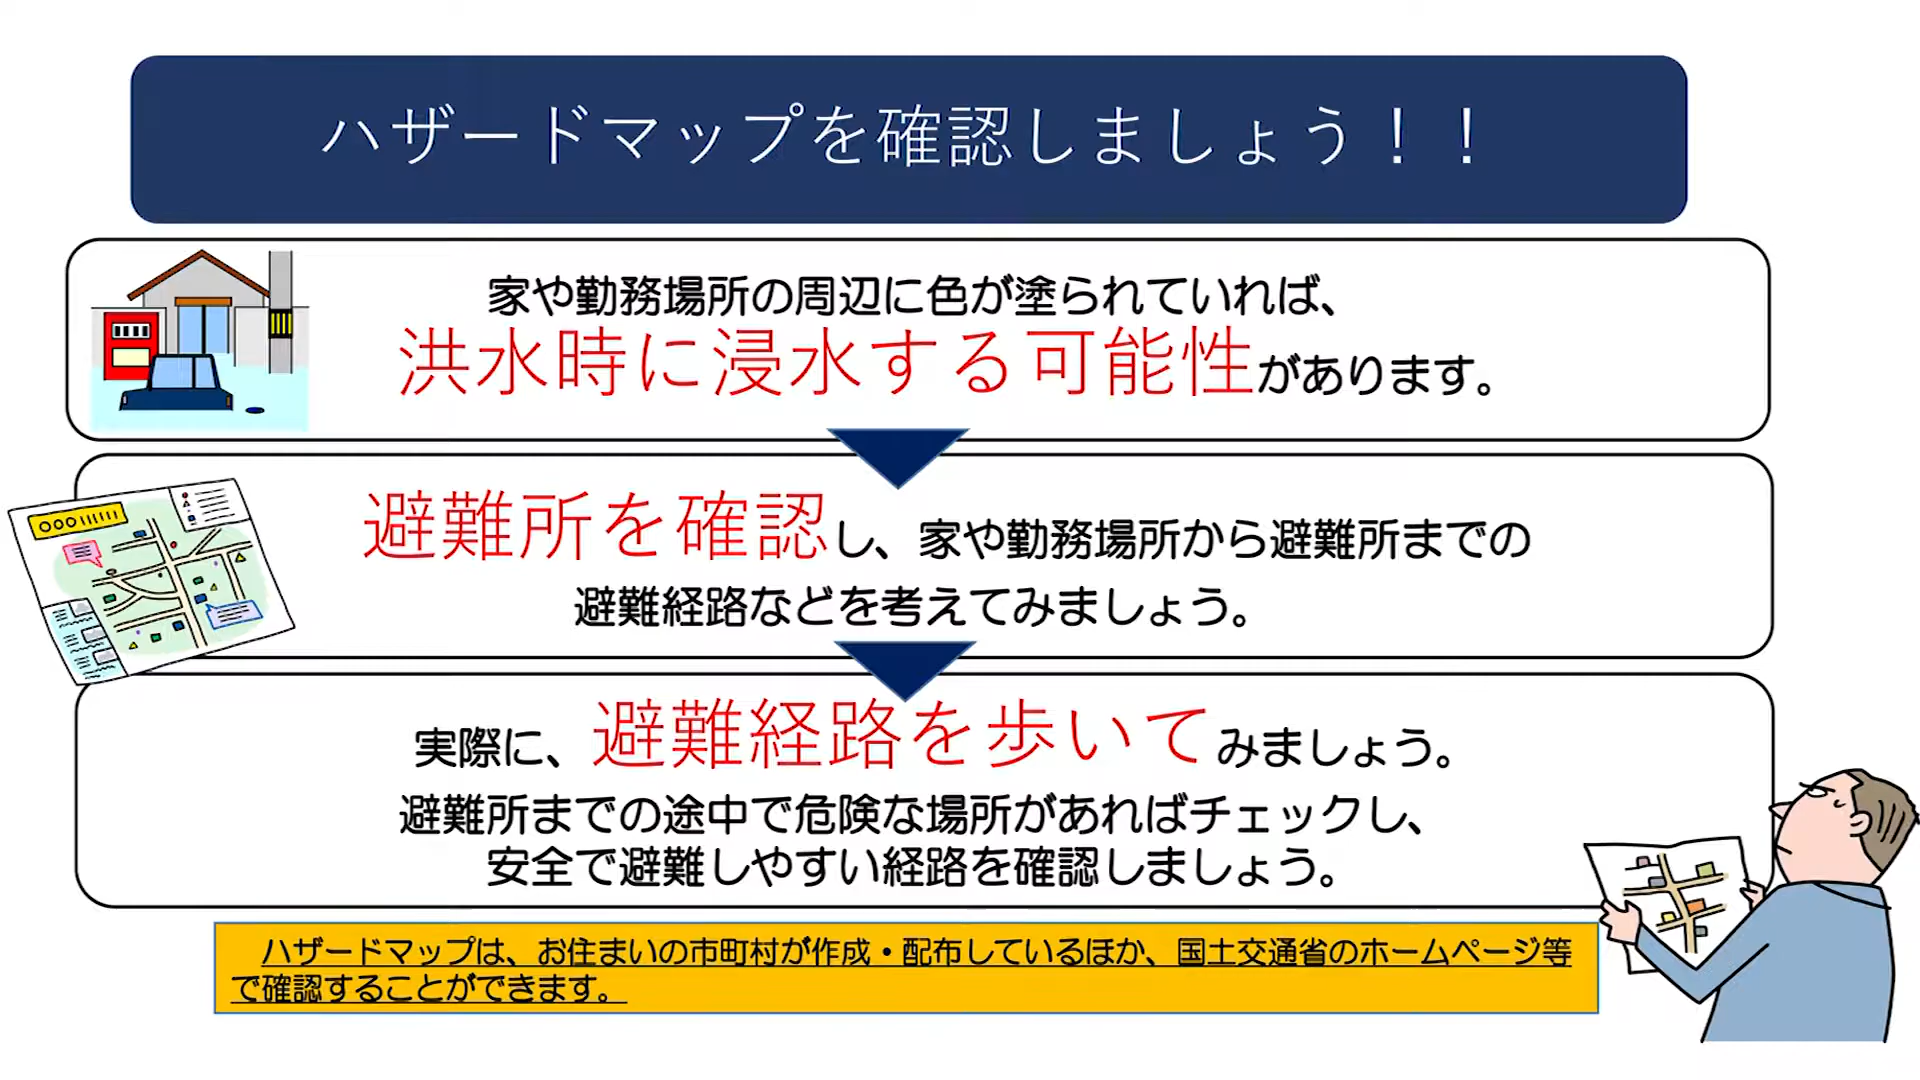 ハザードマップを確認しましょう！！
家や勤務場所の周辺に色が塗られていれば、
洪水時に浸水する可能性があります。
避難所を確認し、家や勤務場所から避難所までの
避難経路などを考えてみましょう。
実際に、避難経路を歩いてみましょう。
避難所までの途中で危険な場所があればチェックし、
安全で避難しやすい経路を確認しましょう。
ハザードマップは、お住まいの市町村が作成・配布しているほか、国土交通省のホームページ等
で確認することができます。